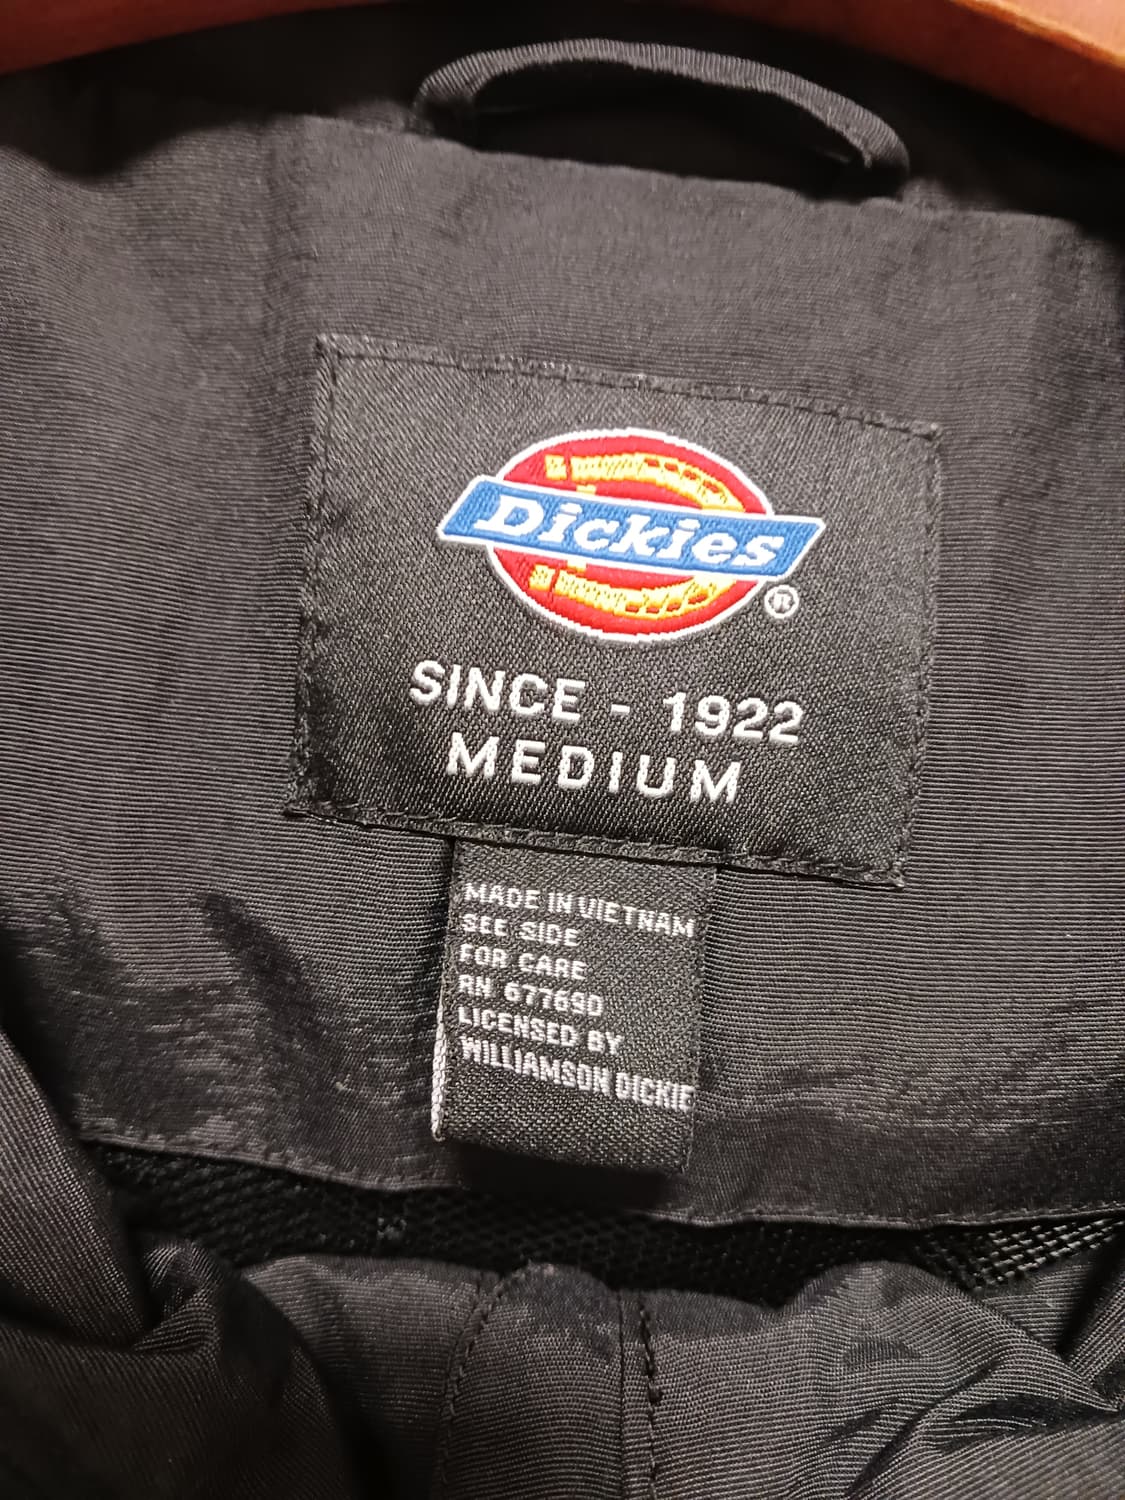 Dickies®
SINCE - 1922
MEDIUM
MADE IN VIETNAM
SEE SIDE
FOR CARE
RN 677690
LICENSED BY
WILLIAMSON DICKIE